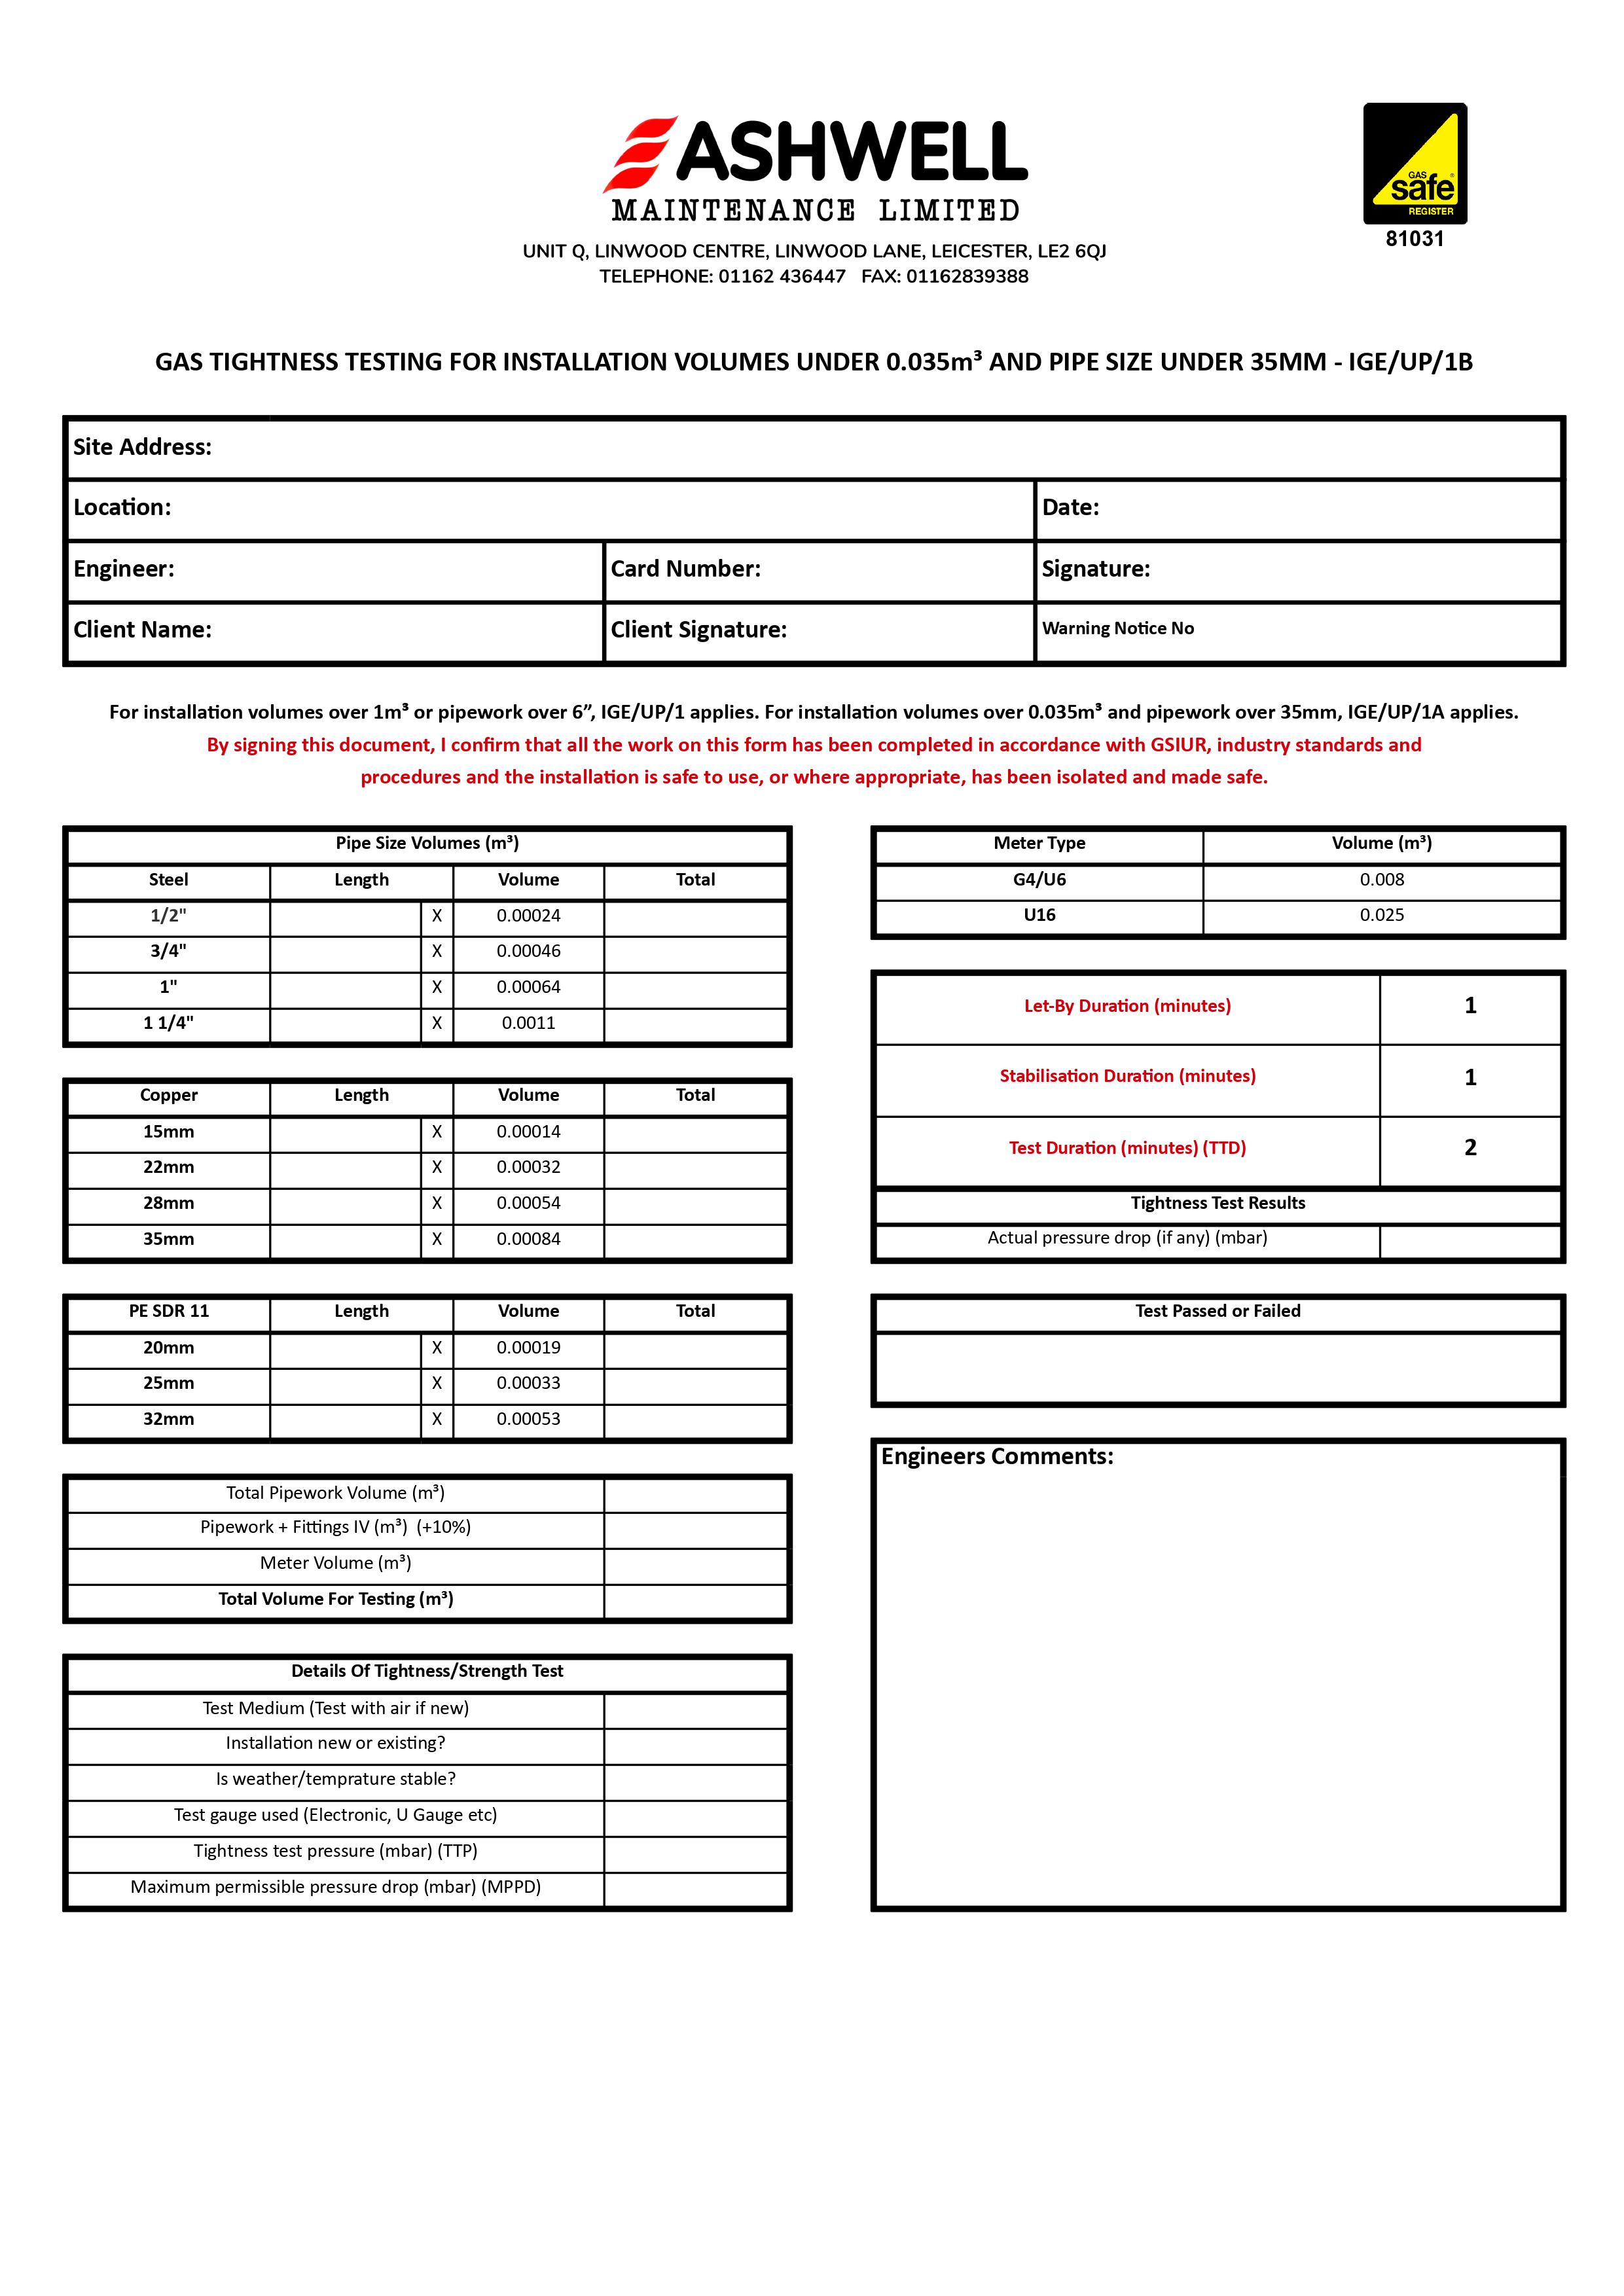 ASHWELL
MAINTENANCE LIMITED
UNIT Q, LINWOOD CENTRE, LINWOOD LANE, LEICESTER, LE2 6QJ
TELEPHONE: 01162 436447 FAX: 01162839388
GAS
safe®
REGISTER
81031
GAS TIGHTNESS TESTING FOR INSTALLATION VOLUMES UNDER 0.035m³ AND PIPE SIZE UNDER 35MM - IGE/UP/1B
Site Address:
Location: Date:
Engineer: Card Number: Signature:
Client Name: Client Signature: Warning Notice No
For installation volumes over 1m³ or pipework over 6”, IGE/UP/1 applies. For installation volumes over 0.035m³ and pipework over 35mm, IGE/UP/1A applies.
By signing this document, I confirm that all the work on this form has been completed in accordance with GSIUR, industry standards and
procedures and the installation is safe to use, or where appropriate, has been isolated and made safe.
Pipe Size Volumes (m³)
Steel Length Volume Total
1/2" X 0.00024
3/4" X 0.00046
1" X 0.00064
1 1/4" X 0.0011
Copper Length Volume Total
15mm X 0.00014
22mm X 0.00032
28mm X 0.00054
35mm X 0.00084
PE SDR 11 Length Volume Total
20mm X 0.00019
25mm X 0.00033
32mm X 0.00053
Total Pipework Volume (m³)
Pipework + Fittings IV (m³) (+10%)
Meter Volume (m³)
Total Volume For Testing (m³)
Details Of Tightness/Strength Test
Test Medium (Test with air if new)
Installation new or existing?
Is weather/temprature stable?
Test gauge used (Electronic, U Gauge etc)
Tightness test pressure (mbar) (TTP)
Maximum permissible pressure drop (mbar) (MPPD)
Meter Type Volume (m³)
G4/U6 0.008
U16 0.025
Let-By Duration (minutes) 1
Stabilisation Duration (minutes) 1
Test Duration (minutes) (TTD) 2
Tightness Test Results
Actual pressure drop (if any) (mbar)
Test Passed or Failed
Engineers Comments: